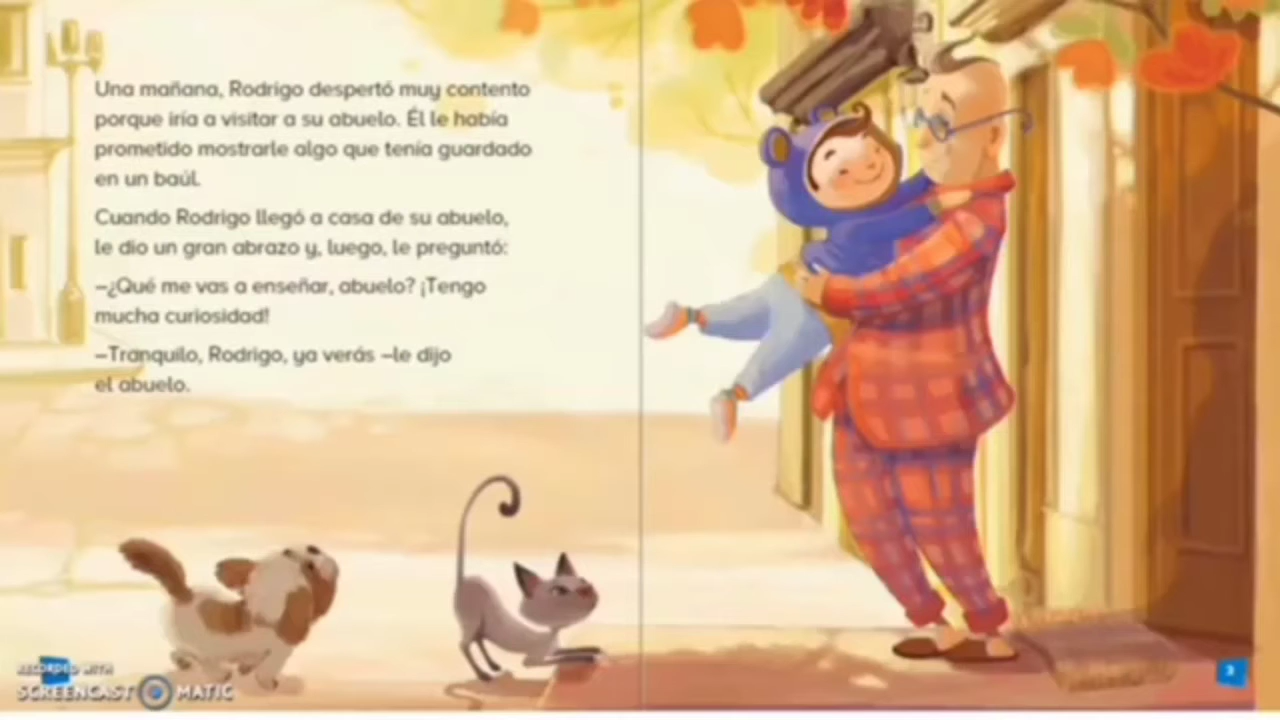 Una mañana, Rodrigo despertó muy contento
porque iría a visitar a su abuelo. Él le había
prometido mostrarle algo que tenía guardado
en un baúl.
Cuando Rodrigo llegó a casa de su abuelo,
le dio un gran abrazo y, luego, le preguntó:
–¿Qué me vas a enseñar, abuelo? ¡Tengo
mucha curiosidad!
–Tranquilo, Rodrigo, ya verás –le dijo
el abuelo.
RECORDED WITH
SCREENCAST MATIC
3